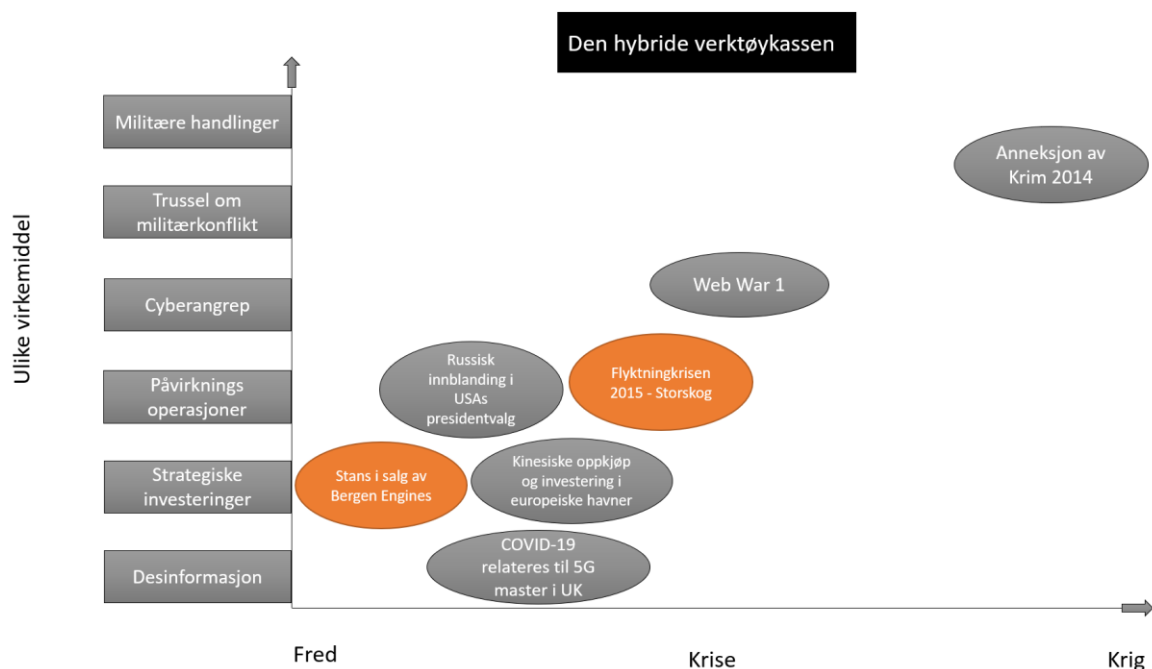 Den hybride verktøykassen
Ulike virkemiddel
Militære handlinger
Trussel om
militærkonflikt
Cyberangrep
Påvirknings
operasjoner
Strategiske
investeringer
Desinformasjon
Anneksjon av
Krim 2014
Web War 1
Russisk
innblanding i
USAs
presidentvalg
Flyktningkrisen
2015 - Storskog
Stans i salg av
Bergen Engines
Kinesiske oppkjøp
og investering i
europeiske havner
COVID-19
relateres til 5G
master i UK
Fred
Krise
Krig